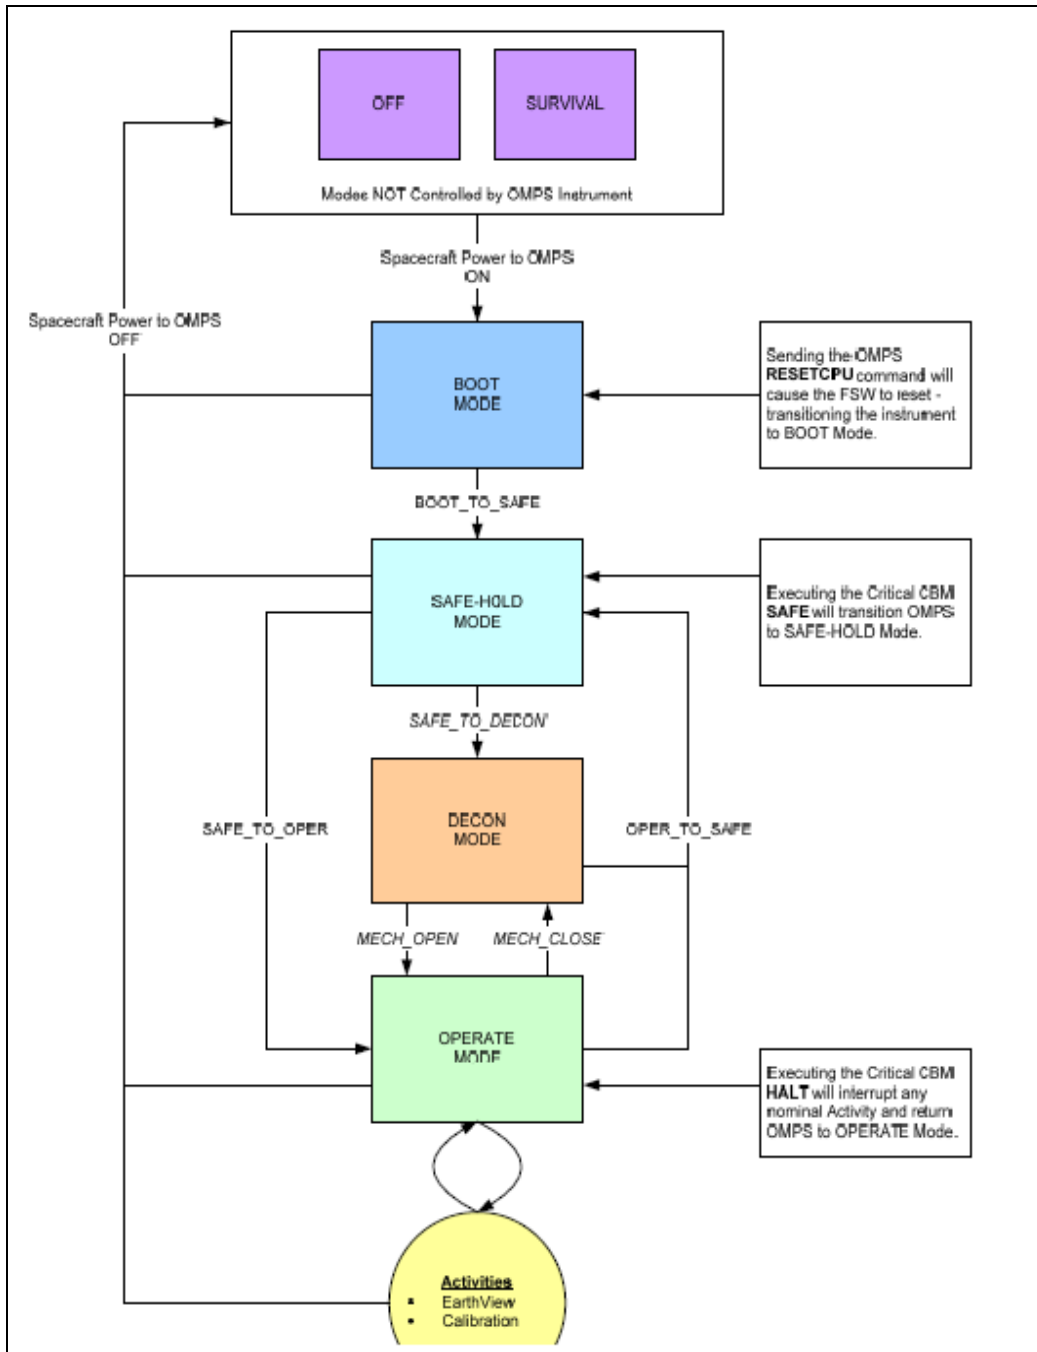 OFF
SURVIVAL
Modes NOT Controlled by OMPS Instrument
Spacecraft Power to OMPS
ON
Spacecraft Power to OMPS
OFF
BOOT
MODE
Sending the OMPS
RESETCPU command will
cause the FSW to reset -
transitioning the instrument
to BOOT Mode.
BOOT_TO_SAFE
SAFE-HOLD
MODE
Executing the Critical CBM
SAFE will transition OMPS
to SAFE-HOLD Mode.
SAFE_TO_DECON
DECON
MODE
SAFE_TO_OPER
OPER_TO_SAFE
MECH_OPEN
MECH_CLOSE
OPERATE
MODE
Executing the Critical CBM
HALT will interrupt any
nominal Activity and return
OMPS to OPERATE Mode.
Activities
• EarthView
• Calibration